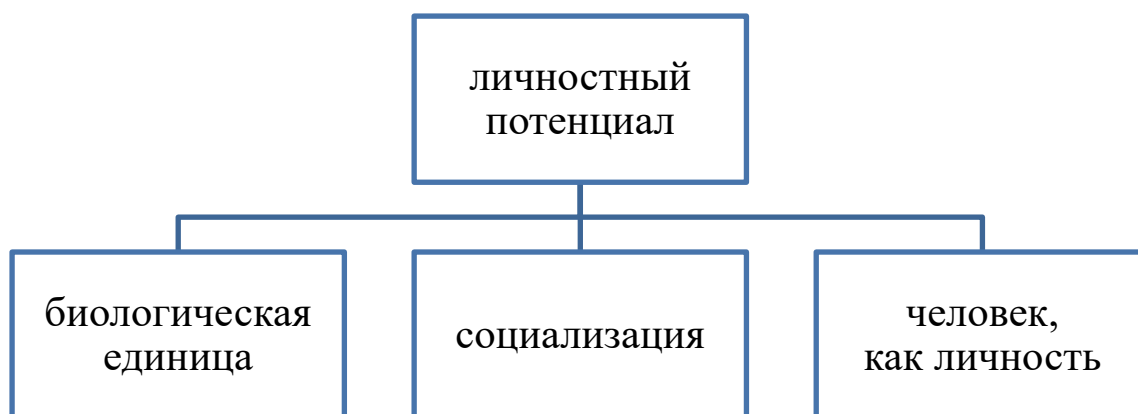 личностный
потенциал
биологическая
единица
социализация
человек,
как личность